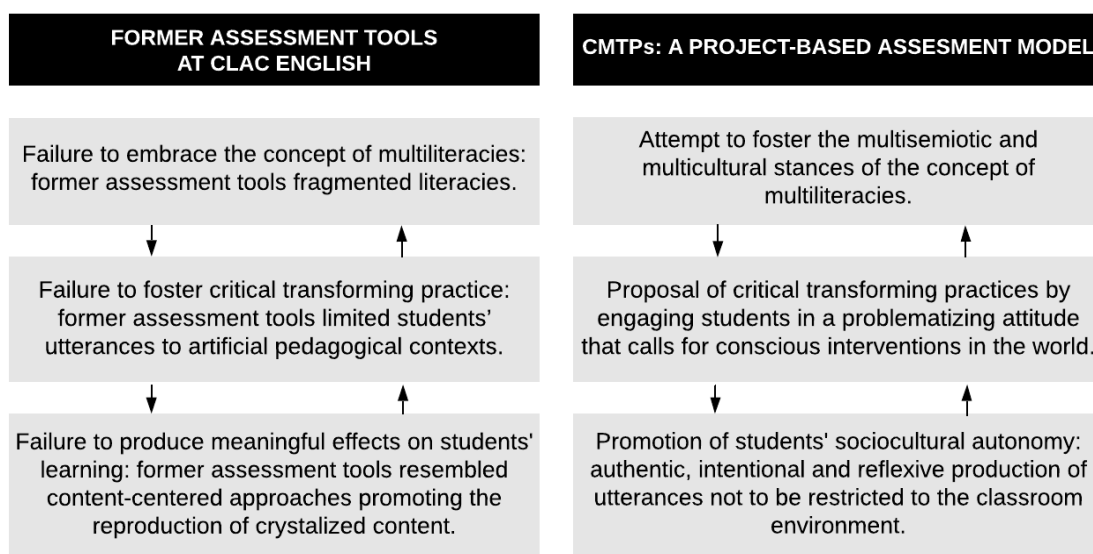 FORMER ASSESSMENT TOOLS
AT CLAC ENGLISH
Failure to embrace the concept of multiliteracies:
former assessment tools fragmented literacies.
Failure to foster critical transforming practice:
former assessment tools limited students’
utterances to artificial pedagogical contexts.
Failure to produce meaningful effects on students'
learning: former assessment tools resembled
content-centered approaches promoting the
reproduction of crystalized content.
CMTPs: A PROJECT-BASED ASSESMENT MODEL
Attempt to foster the multisemiotic and
multicultural stances of the concept of
multiliteracies.
Proposal of critical transforming practices by
engaging students in a problematizing attitude
that calls for conscious interventions in the world.
Promotion of students' sociocultural autonomy:
authentic, intentional and reflexive production of
utterances not to be restricted to the classroom
environment.